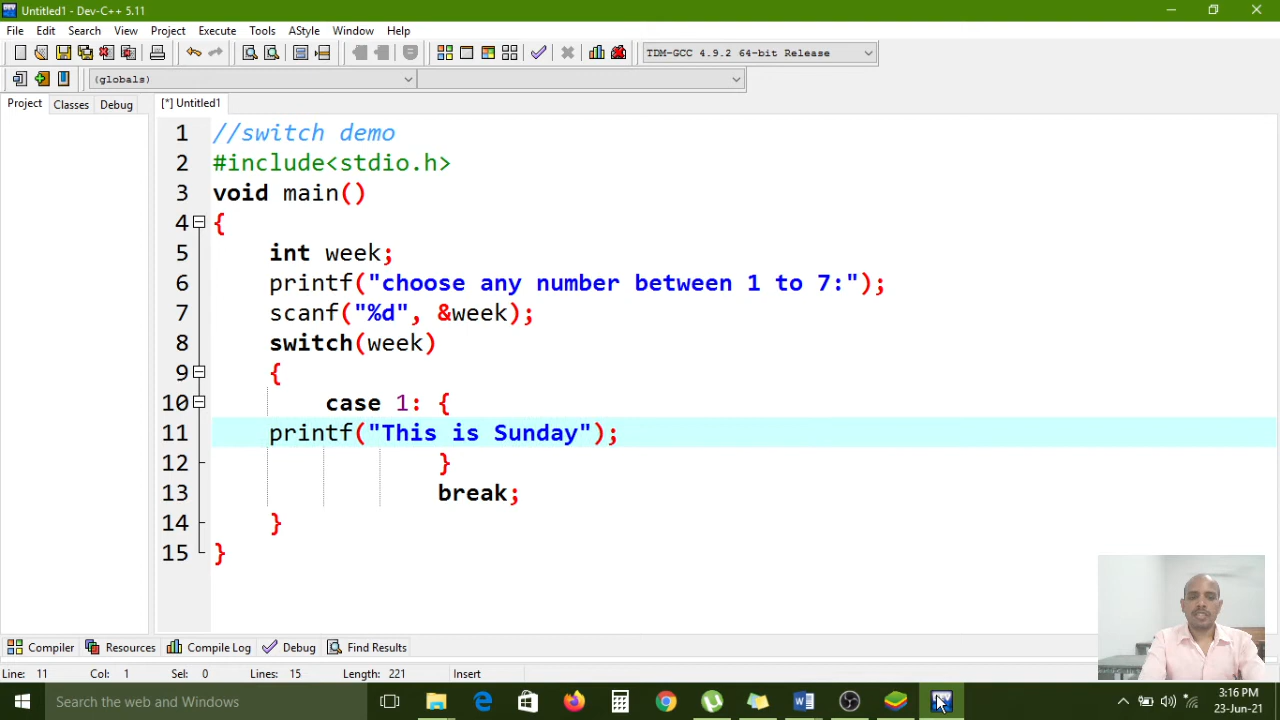 Untitled1 - Dev-C++ 5.11
File Edit Search View Project Execute Tools AStyle Window Help
TDM-GCC 4.9.2 64-bit Release
(globals)
Project Classes Debug
[*] Untitled1
1 //switch demo
2 #include<stdio.h>
3 void main()
4 {
5 int week;
6 printf("choose any number between 1 to 7:");
7 scanf("%d", &week);
8 switch(week)
9 {
10 case 1: {
11 printf("This is Sunday");
12 }
13 break;
14 }
15 }
Compiler Resources Compile Log Debug Find Results
Line: 11 Col: 1 Sel: 0 Lines: 15 Length: 221 Insert
Search the web and Windows
3:16 PM
23-Jun-21